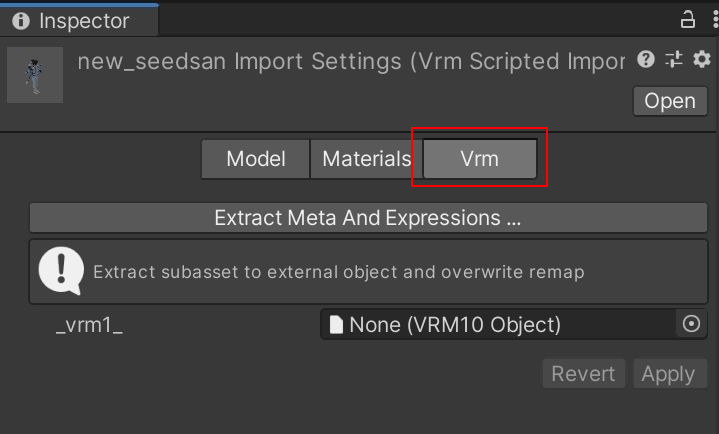 Inspector
new_seedsan Import Settings (Vrm Scripted Impor
Open
Model Materials Vrm
Extract Meta And Expressions ...
Extract subasset to external object and overwrite remap
_vrm1_ None (VRM10 Object)
Revert Apply